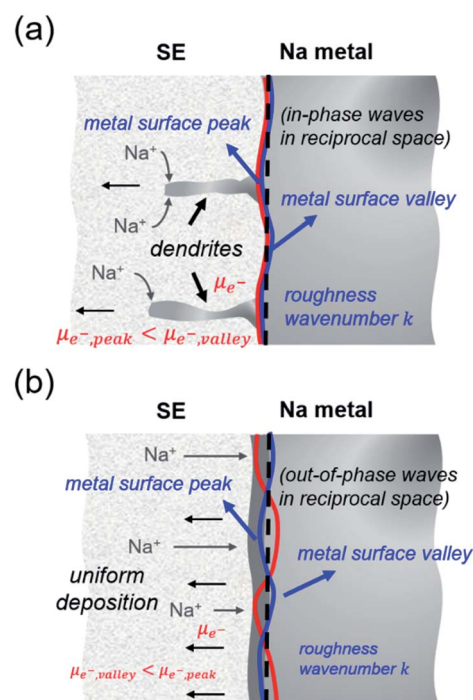 (a)
SE
Na metal
(in-phase waves
in reciprocal space)
metal surface peak
Na⁺
metal surface valley
Na⁺
dendrites
Na⁺
μe⁻
roughness
wavenumber k
μe⁻,peak < μe⁻,valley
(b)
SE
Na metal
Na⁺
(out-of-phase waves
in reciprocal space)
metal surface peak
Na⁺
metal surface valley
uniform
deposition
Na⁺
μe⁻
roughness
wavenumber k
μe⁻,valley < μe⁻,peak